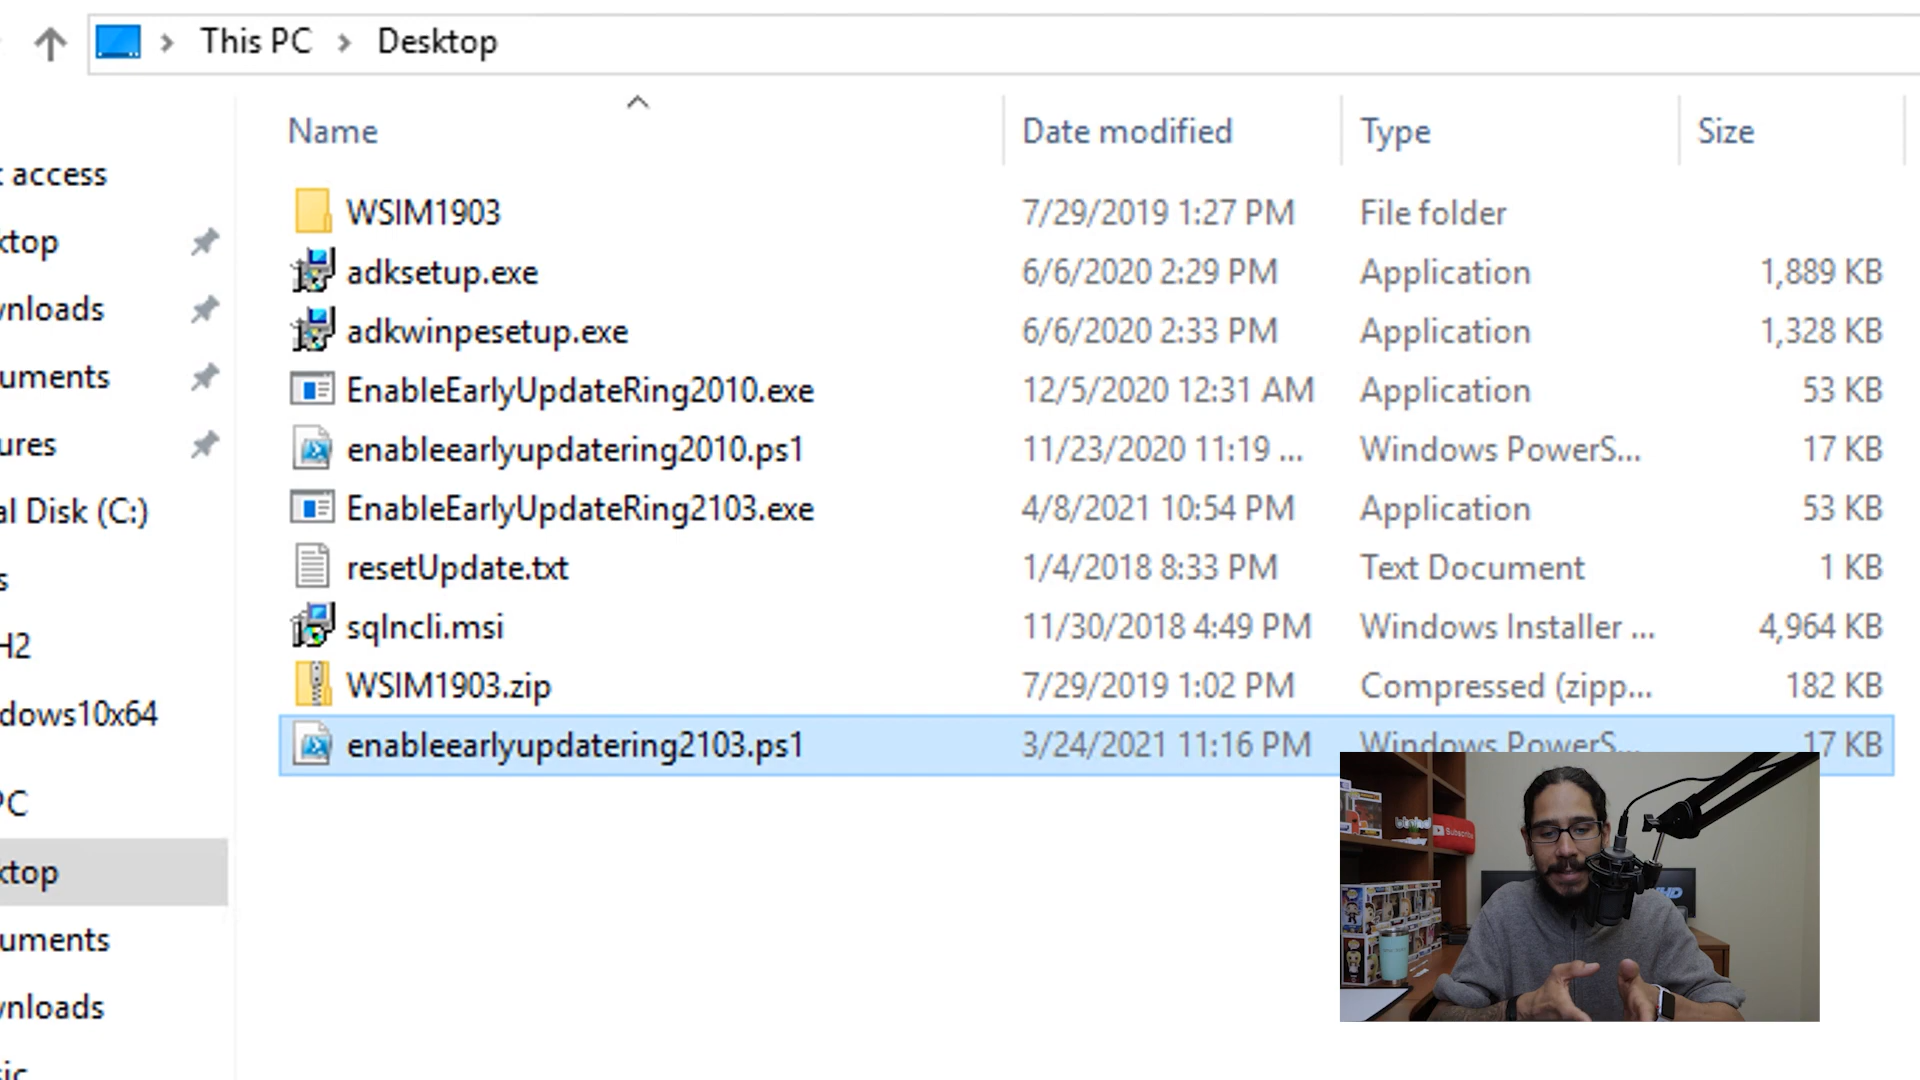 This PC > Desktop
Name Date modified Type Size
access
WSIM1903 7/29/2019 1:27 PM File folder
ktop
adksetup.exe 6/6/2020 2:29 PM Application 1,889 KB
wnloads
adkwinpesetup.exe 6/6/2020 2:33 PM Application 1,328 KB
uments
EnableEarlyUpdateRing2010.exe 12/5/2020 12:31 AM Application 53 KB
ures
enableearlyupdatering2010.ps1 11/23/2020 11:19 ... Windows PowerS... 17 KB
al Disk (C:)
EnableEarlyUpdateRing2103.exe 4/8/2021 10:54 PM Application 53 KB
s
resetUpdate.txt 1/4/2018 8:33 PM Text Document 1 KB
H2
sqlncli.msi 11/30/2018 4:49 PM Windows Installer ... 4,964 KB
dows10x64
WSIM1903.zip 7/29/2019 1:02 PM Compressed (zipp... 182 KB
enableearlyupdatering2103.ps1 3/24/2021 11:16 PM Windows PowerS... 17 KB
PC
ktop
uments
wnloads
sic
Subscribe